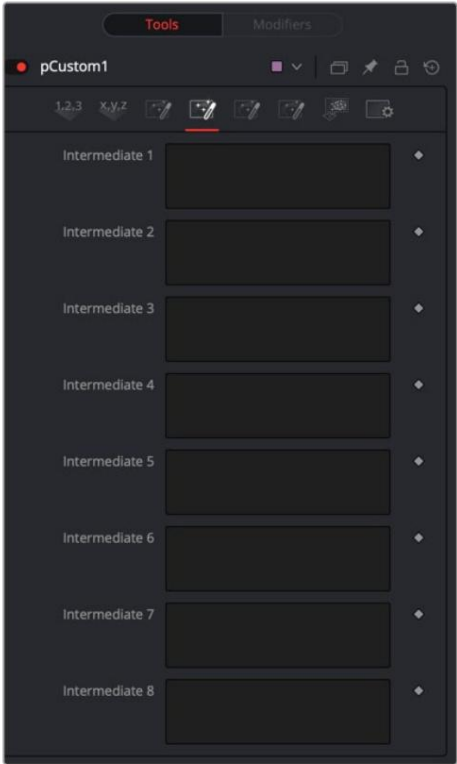 Tools Modifiers
pCustom1
1,2,3 x,y,z
Intermediate 1
Intermediate 2
Intermediate 3
Intermediate 4
Intermediate 5
Intermediate 6
Intermediate 7
Intermediate 8